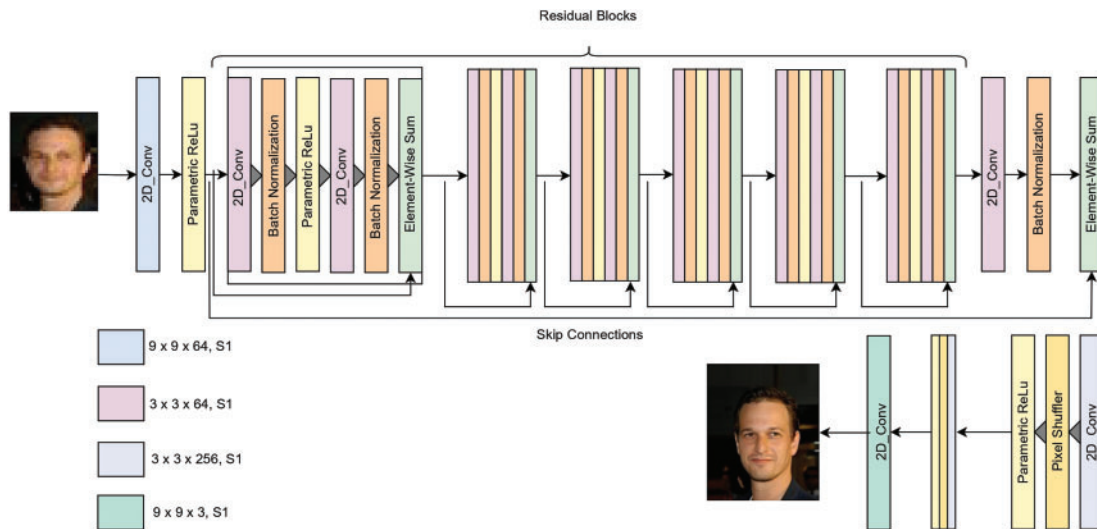 Residual Blocks
2D_Conv
Parametric ReLu
2D_Conv
Batch Normalization
Parametric ReLu
2D_Conv
Batch Normalization
Element-Wise Sum
2D_Conv
Batch Normalization
Element-Wise Sum
Skip Connections
9 x 9 x 64, S1
3 x 3 x 64, S1
3 x 3 x 256, S1
9 x 9 x 3, S1
2D_Conv
Parametric ReLu
Pixel Shuffler
2D_Conv